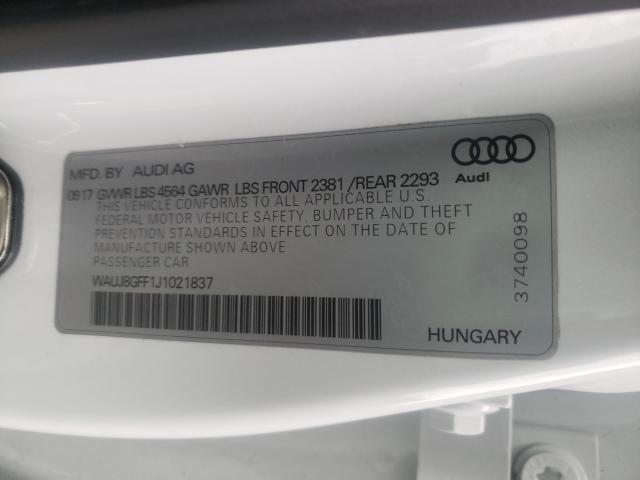 MFD. BY AUDI AG
09 17 GVWR LBS 4564 GAWR LBS FRONT 2381 /REAR 2293
THIS VEHICLE CONFORMS TO ALL APPLICABLE U.S.
FEDERAL MOTOR VEHICLE SAFETY, BUMPER AND THEFT
PREVENTION STANDARDS IN EFFECT ON THE DATE OF
MANUFACTURE SHOWN ABOVE
PASSENGER CAR
WAUJ8GFF1J1021837
Audi
3740098
HUNGARY